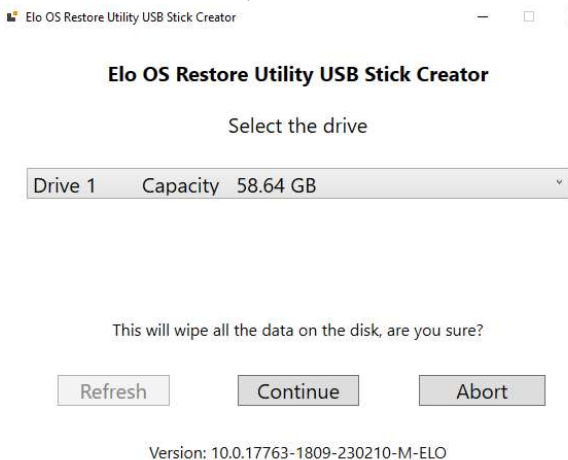 Elo OS Restore Utility USB Stick Creator
Elo OS Restore Utility USB Stick Creator
Select the drive
Drive 1 Capacity 58.64 GB
This will wipe all the data on the disk, are you sure?
Refresh Continue Abort
Version: 10.0.17763-1809-230210-M-ELO